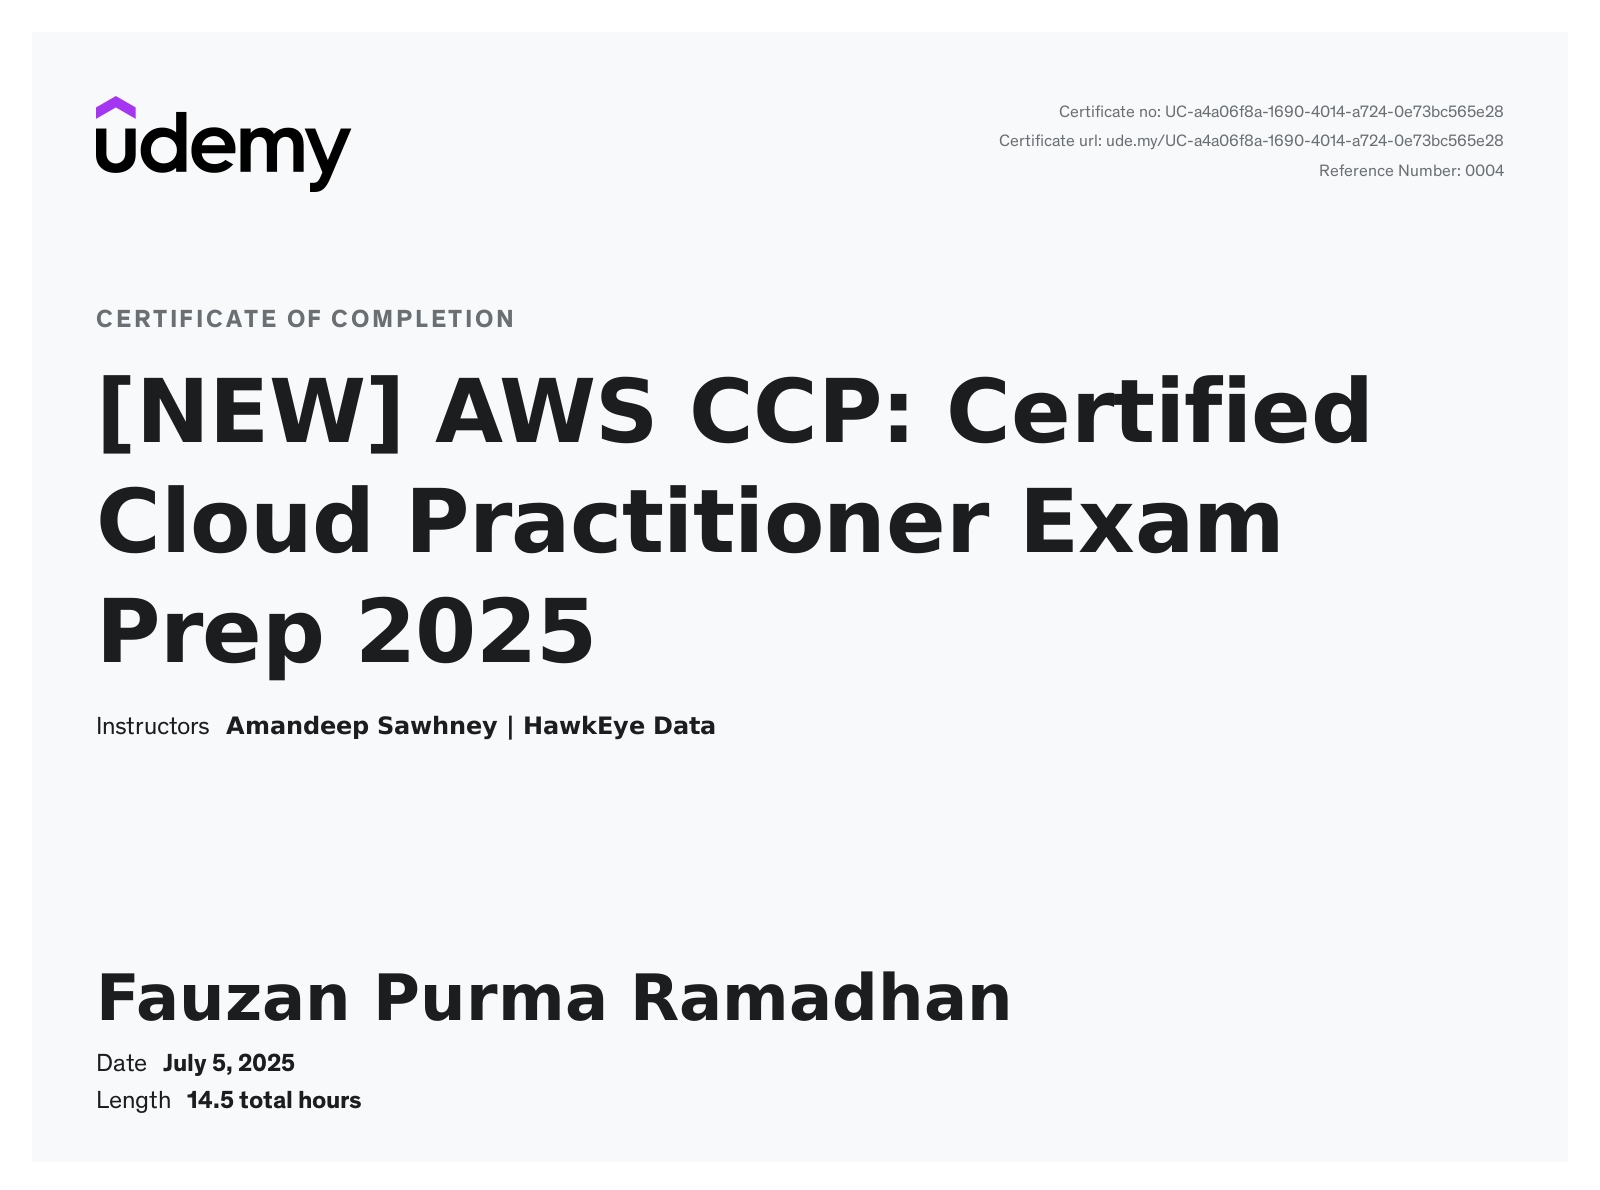 udemy
Certificate no: UC-a4a06f8a-1690-4014-a724-0e73bc565e28
Certificate url: ude.my/UC-a4a06f8a-1690-4014-a724-0e73bc565e28
Reference Number: 0004
CERTIFICATE OF COMPLETION
[NEW] AWS CCP: Certified
Cloud Practitioner Exam
Prep 2025
Instructors Amandeep Sawhney | HawkEye Data
Fauzan Purma Ramadhan
Date July 5, 2025
Length 14.5 total hours